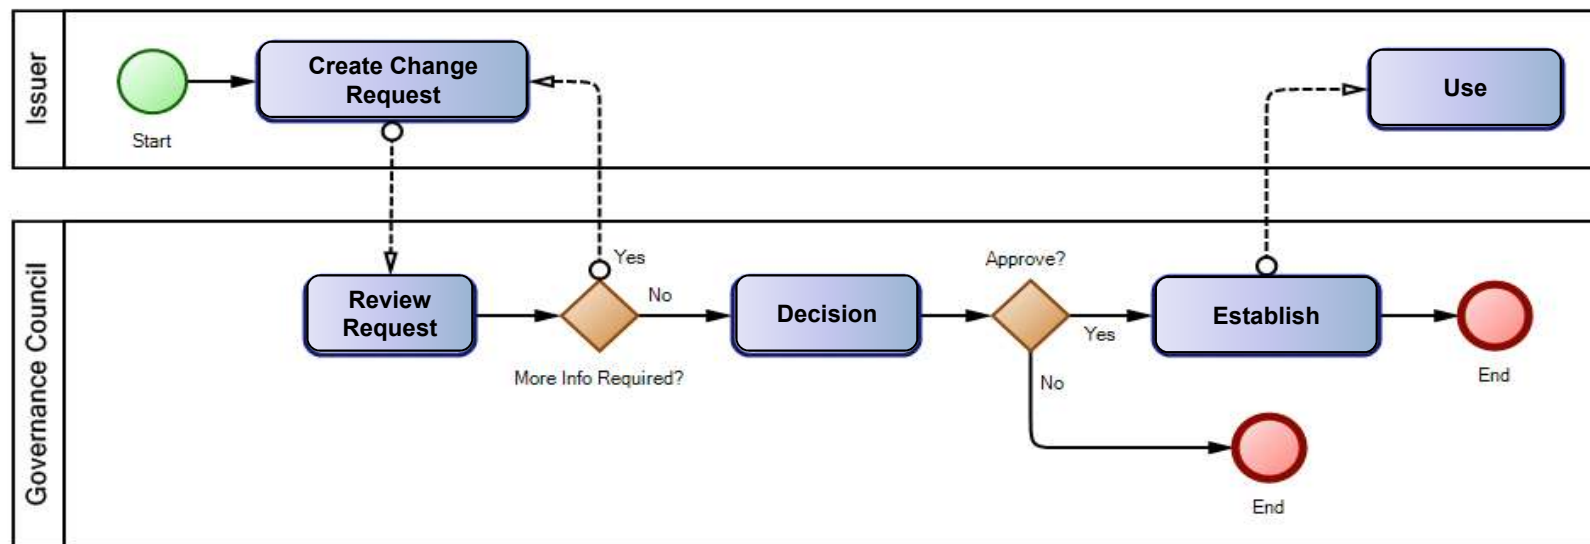 Issuer
Start
Create Change
Request
Use
Governance Council
Review
Request
Yes
More Info Required?
No
Decision
Approve?
Yes
No
Establish
End
End